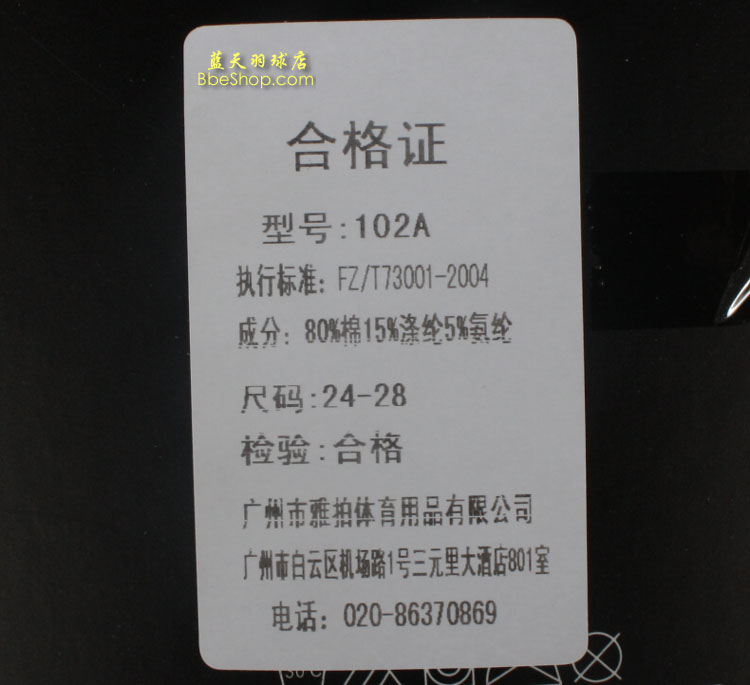 蓝天羽球店
BbeShop.com
合格证
型号:102A
执行标准: FZ/T73001-2004
成分: 80%棉15%涤纶5%氨纶
尺码:24-28
检验:合格
广州市雅拍体育用品有限公司
广州市白云区机场路1号三元里大酒店801室
电话: 020-86370869
30℃